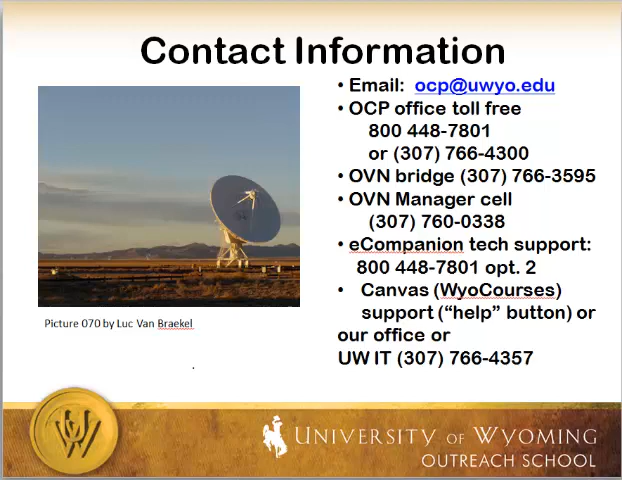 Contact Information
• Email: ocp@uwyo.edu
• OCP office toll free
800 448-7801
or (307) 766-4300
• OVN bridge (307) 766-3595
• OVN Manager cell
(307) 760-0338
• eCompanion tech support:
800 448-7801 opt. 2
• Canvas (WyoCourses)
support (“help” button) or
our office or
UW IT (307) 766-4357
Picture 070 by Luc Van Braekel
.
UW
UNIVERSITY OF WYOMING
OUTREACH SCHOOL